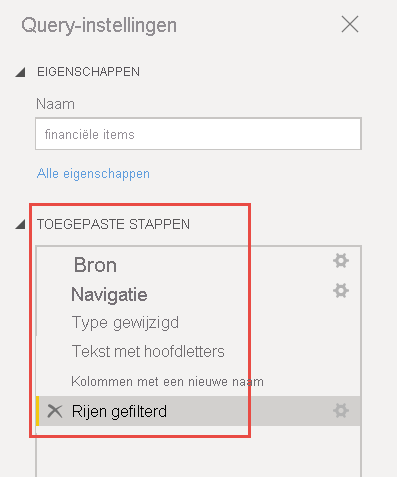 Query-instellingen
EIGENSCHAPPEN
Naam
financiële items
Alle eigenschappen
TOEGEPASTE STAPPEN
Bron
Navigatie
Type gewijzigd
Tekst met hoofdletters
Kolommen met een nieuwe naam
Rijen gefilterd